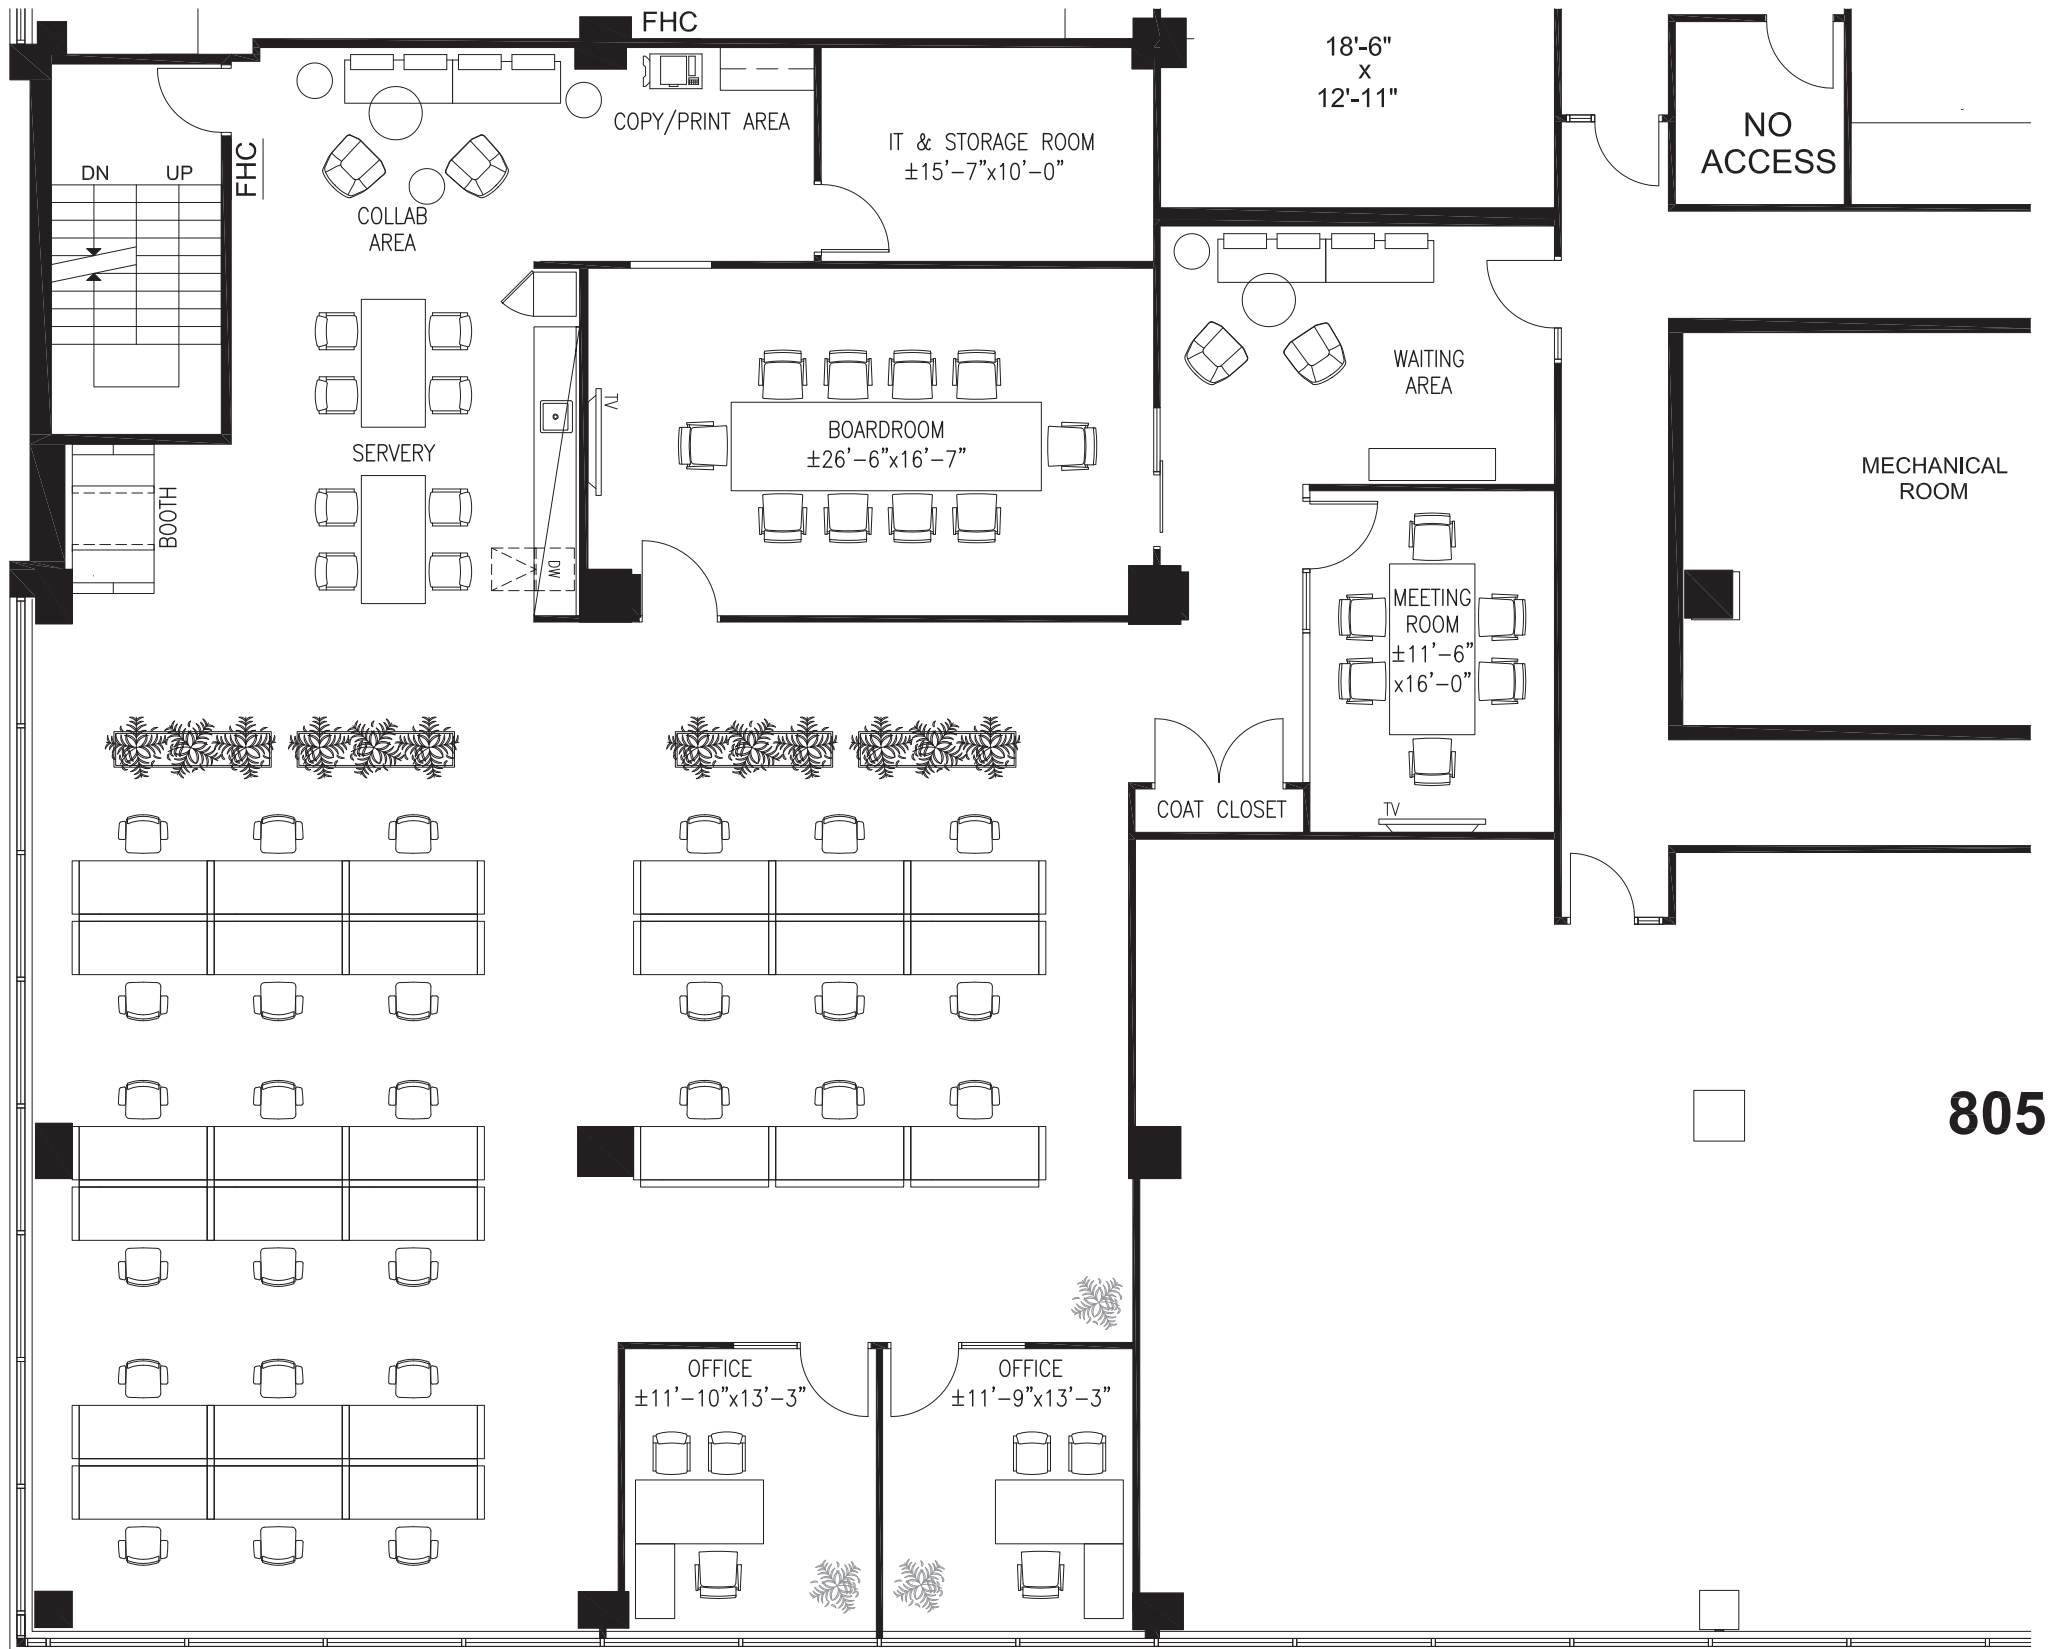 FHC
18'-6"
x
12'-11"
NO
ACCESS
COPY/PRINT AREA
IT & STORAGE ROOM
±15'-7"x10'-0"
FHC
DN
UP
COLLAB
AREA
WAITING
AREA
TV
BOARDROOM
±26'-6"x16'-7"
SERVERY
MECHANICAL
ROOM
BOOTH
DW
MEETING
ROOM
±11'-6"
x16'-0"
COAT CLOSET
TV
805
OFFICE
±11'-10"x13'-3"
OFFICE
±11'-9"x13'-3"